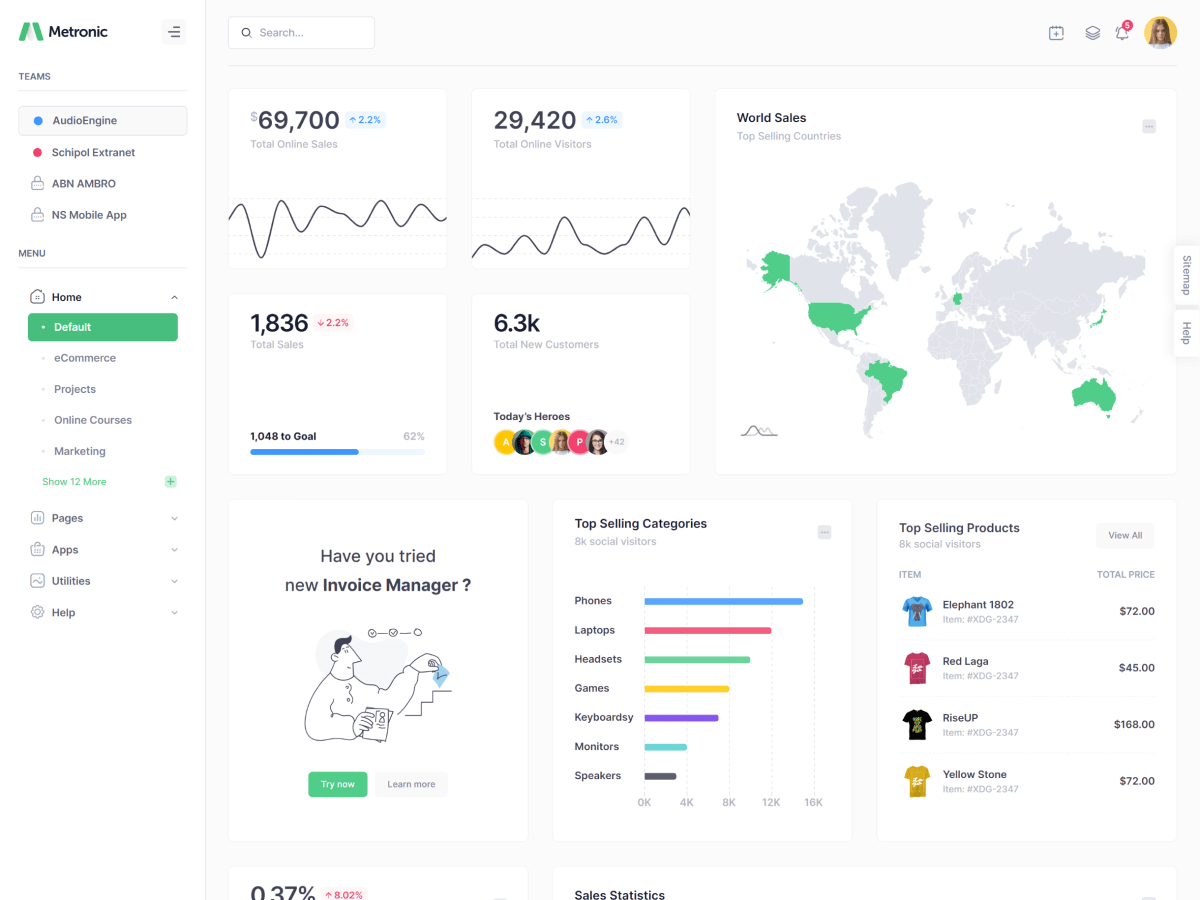 Metronic
Search...
5
TEAMS
AudioEngine
Schipol Extranet
ABN AMBRO
NS Mobile App
MENU
Home
Default
eCommerce
Projects
Online Courses
Marketing
Show 12 More
Pages
Apps
Utilities
Help
$69,700 2.2%
Total Online Sales
29,420 2.6%
Total Online Visitors
World Sales
Top Selling Countries
1,836 2.2%
Total Sales
1,048 to Goal 62%
6.3k
Total New Customers
Today's Heroes
A S P +42
Sitemap
Help
Have you tried
new Invoice Manager ?
Try now Learn more
Top Selling Categories
8k social visitors
Phones
Laptops
Headsets
Games
Keyboardsy
Monitors
Speakers
0K 4K 8K 12K 16K
Top Selling Products
8k social visitors
View All
ITEM TOTAL PRICE
Elephant 1802
Item: #XDG-2347
$72.00
Red Laga
Item: #XDG-2347
$45.00
RiseUP
Item: #XDG-2347
$168.00
Yellow Stone
Item: #XDG-2347
$72.00
0.37% 8.02%
Sales Statistics